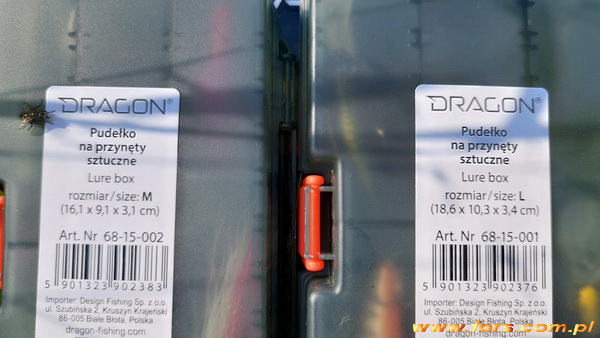 DRAGON®
Pudełko
na przynęty
sztuczne
Lure box
rozmiar/size: M
(16,1 x 9,1 x 3,1 cm)
Art. Nr 68-15-002
5 901323 902383
Importer: Design Fishing Sp. z o.o.
ul. Szubińska 2, Kruszyn Krajeński
86-005 Białe Błota, Polska
dragon-fishing.com
DRAGON®
Pudełko
na przynęty
sztuczne
Lure box
rozmiar/size: L
(18,6 x 10,3 x 3,4 cm)
Art. Nr 68-15-001
5 901323 902376
Importer: Design Fishing Sp. z o.o.
ul. Szubińska 2, Kruszyn Krajeński
86-005 Białe Błota, Polska
dragon-fishing.com
www.fors.com.pl